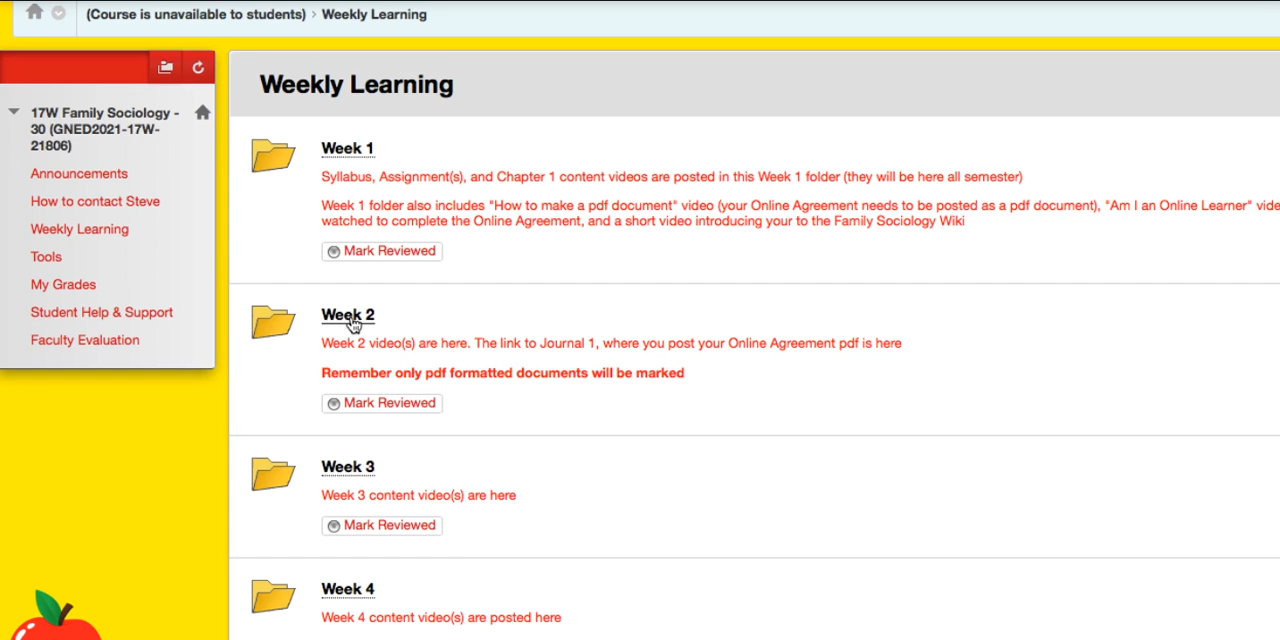 (Course is unavailable to students) › Weekly Learning
17W Family Sociology -
30 (GNED2021-17W-
21806)
Announcements
How to contact Steve
Weekly Learning
Tools
My Grades
Student Help & Support
Faculty Evaluation
Weekly Learning
Week 1
Syllabus, Assignment(s), and Chapter 1 content videos are posted in this Week 1 folder (they will be here all semester)
Week 1 folder also includes "How to make a pdf document" video (your Online Agreement needs to be posted as a pdf document), "Am I an Online Learner" vide
watched to complete the Online Agreement, and a short video introducing your to the Family Sociology Wiki
Mark Reviewed
Week 2
Week 2 video(s) are here. The link to Journal 1, where you post your Online Agreement pdf is here
Remember only pdf formatted documents will be marked
Mark Reviewed
Week 3
Week 3 content video(s) are here
Mark Reviewed
Week 4
Week 4 content video(s) are posted here